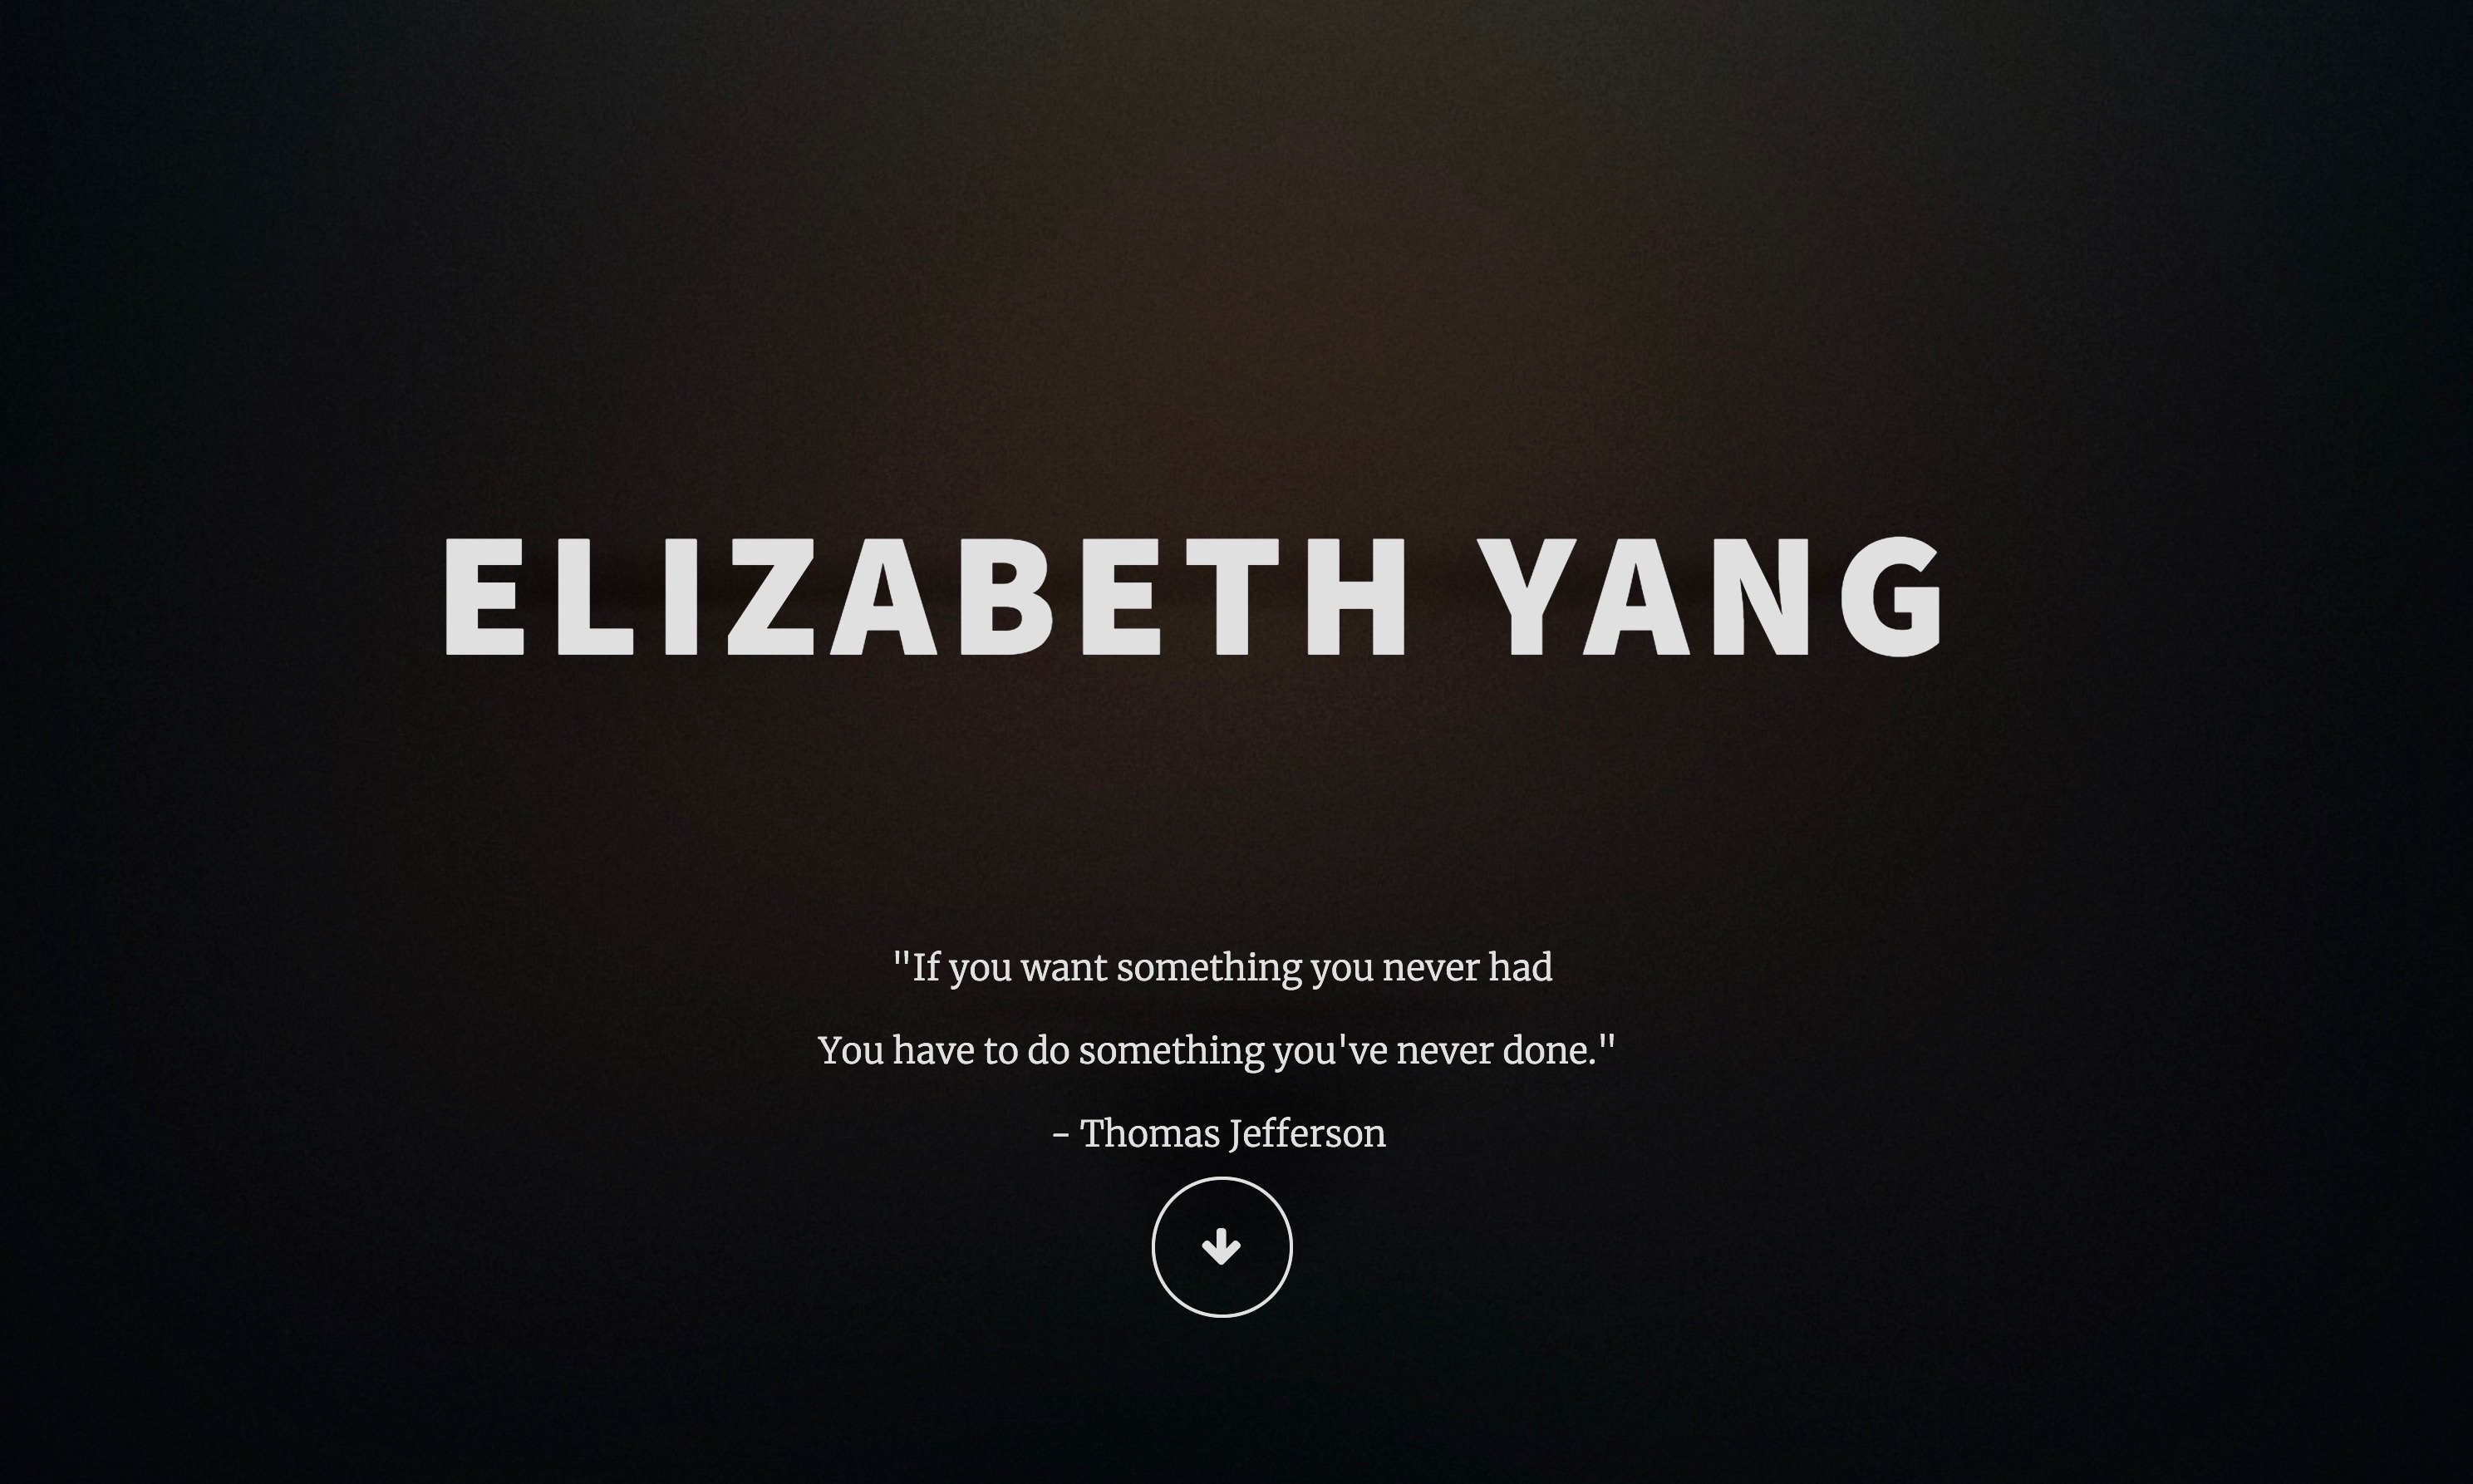 ELIZABETH YANG
"If you want something you never had
You have to do something you've never done."
- Thomas Jefferson